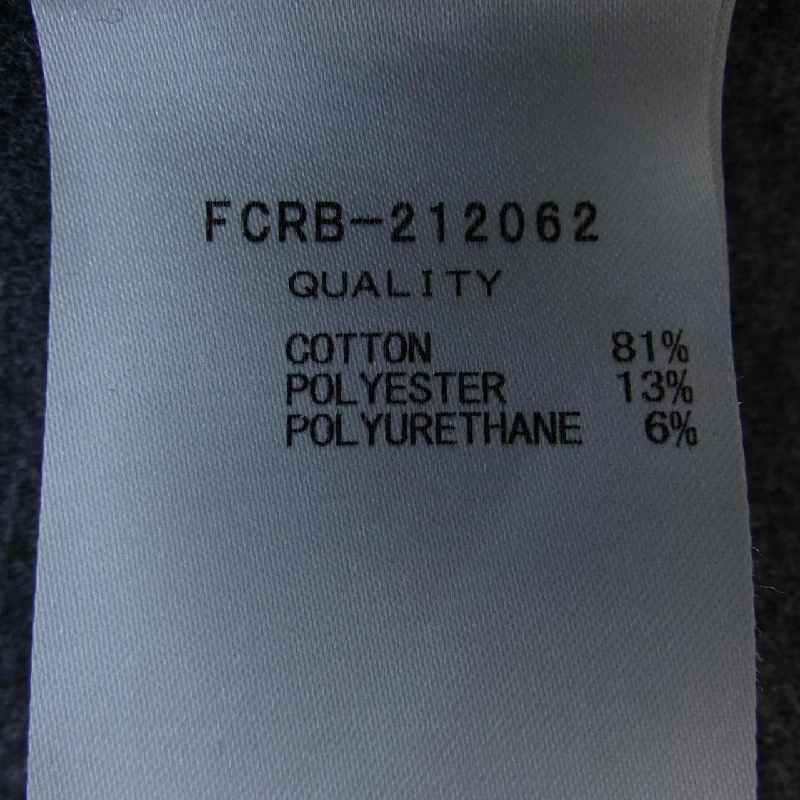 FCRB-212062
QUALITY
COTTON 81%
POLYESTER 13%
POLYURETHANE 6%